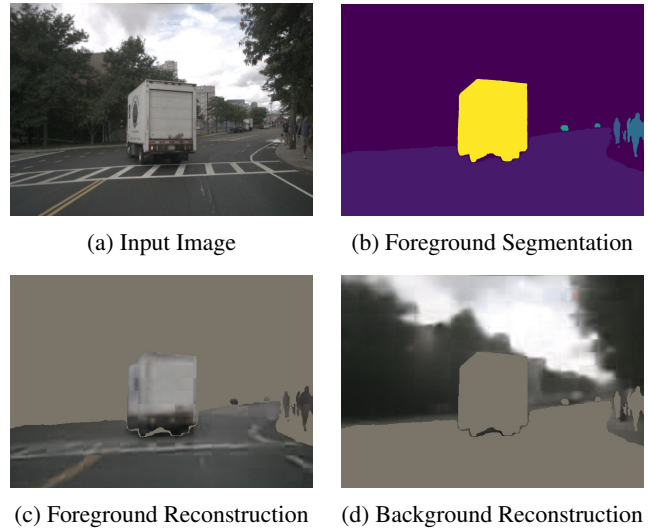 (a) Input Image
(b) Foreground Segmentation
(c) Foreground Reconstruction
(d) Background Reconstruction